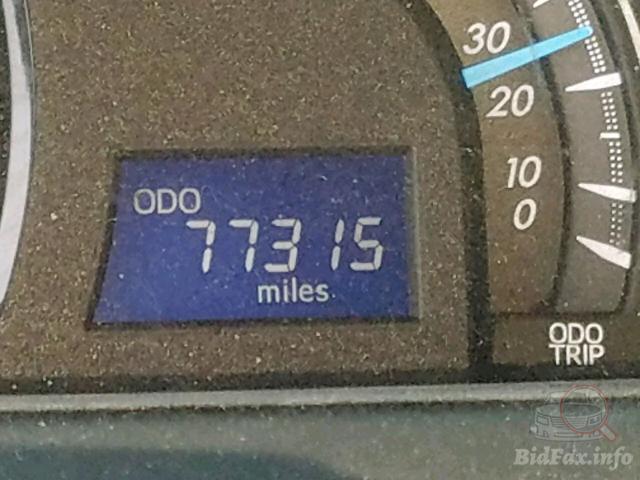 30
20
10
0
ODO
77315
miles
ODO
TRIP
BidFax.info